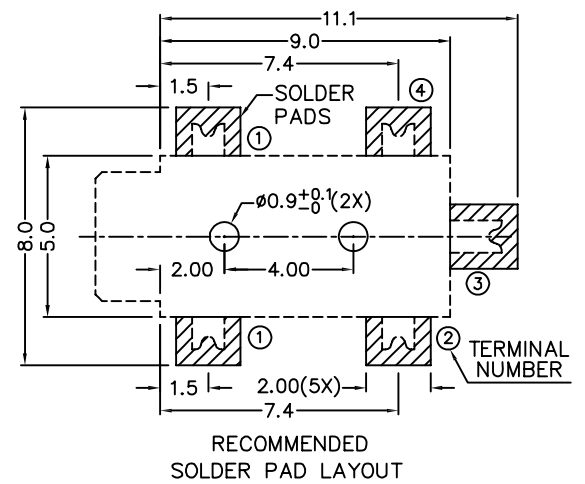 11.1
9.0
7.4
1.5
SOLDER
PADS
4
1
ø0.9 +0.1 -0 (2X)
8.0
5.0
2.00
4.00
3
1
2
TERMINAL
NUMBER
1.5
2.00(5X)
7.4
RECOMMENDED
SOLDER PAD LAYOUT